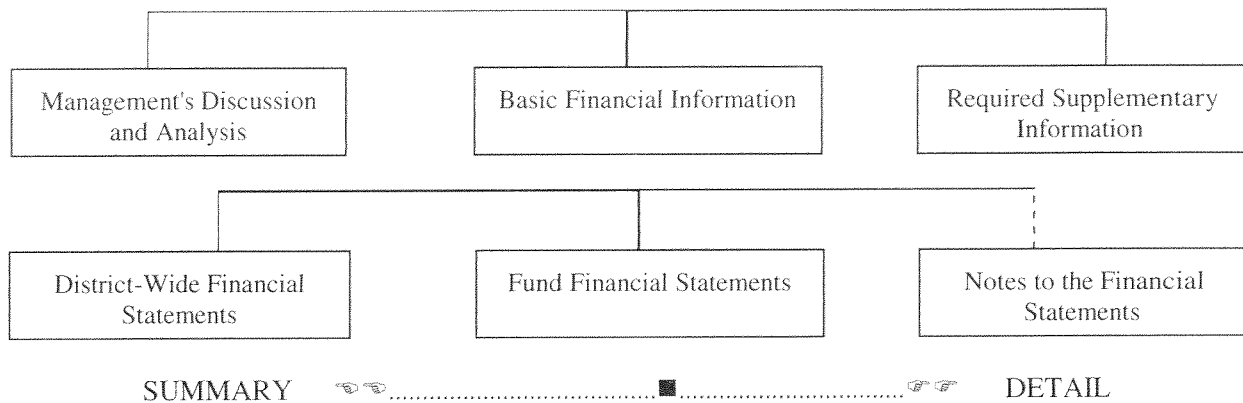 Management's Discussion
and Analysis
Basic Financial Information
Required Supplementary
Information
District-Wide Financial
Statements
Fund Financial Statements
Notes to the Financial
Statements
SUMMARY ☜☜........................................■........................................☞☞ DETAIL